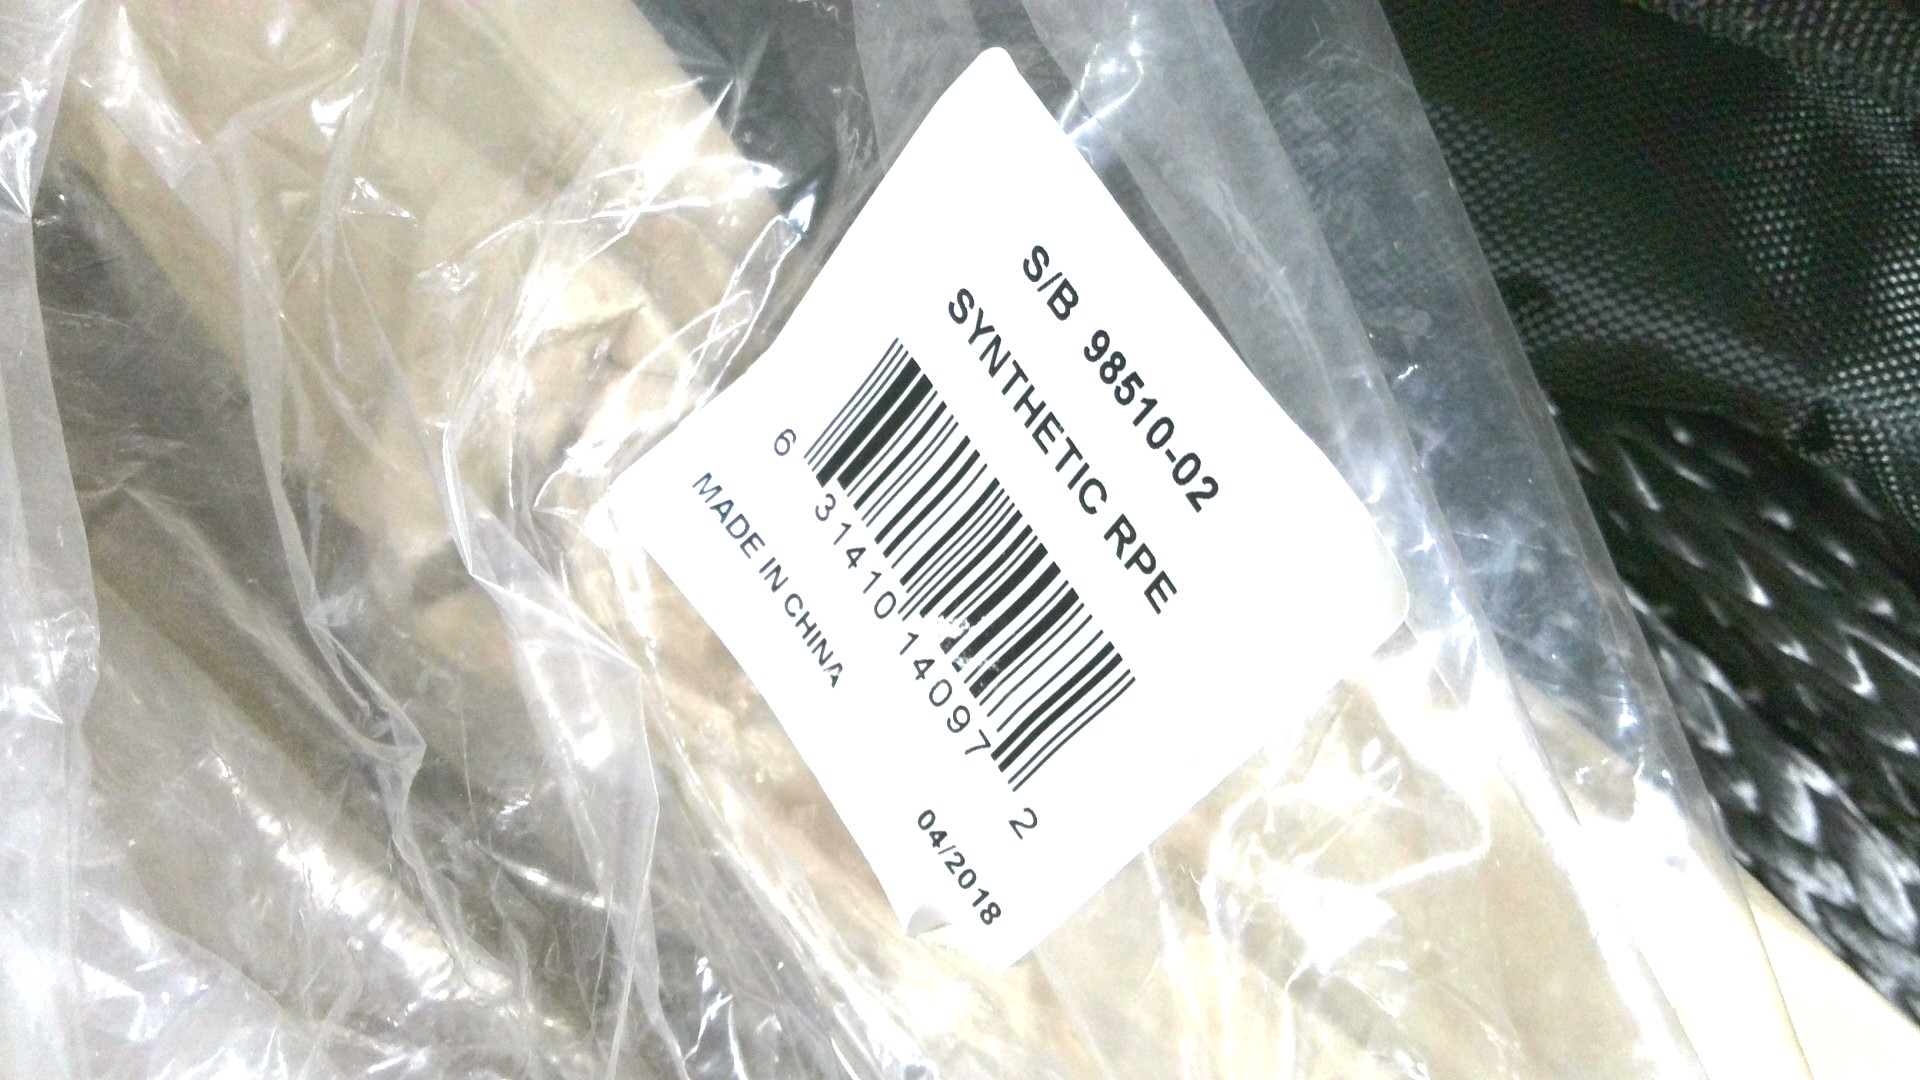 S/B 98510-02
SYNTHETIC RPE
6 31410 14097 2
MADE IN CHINA
04/2018